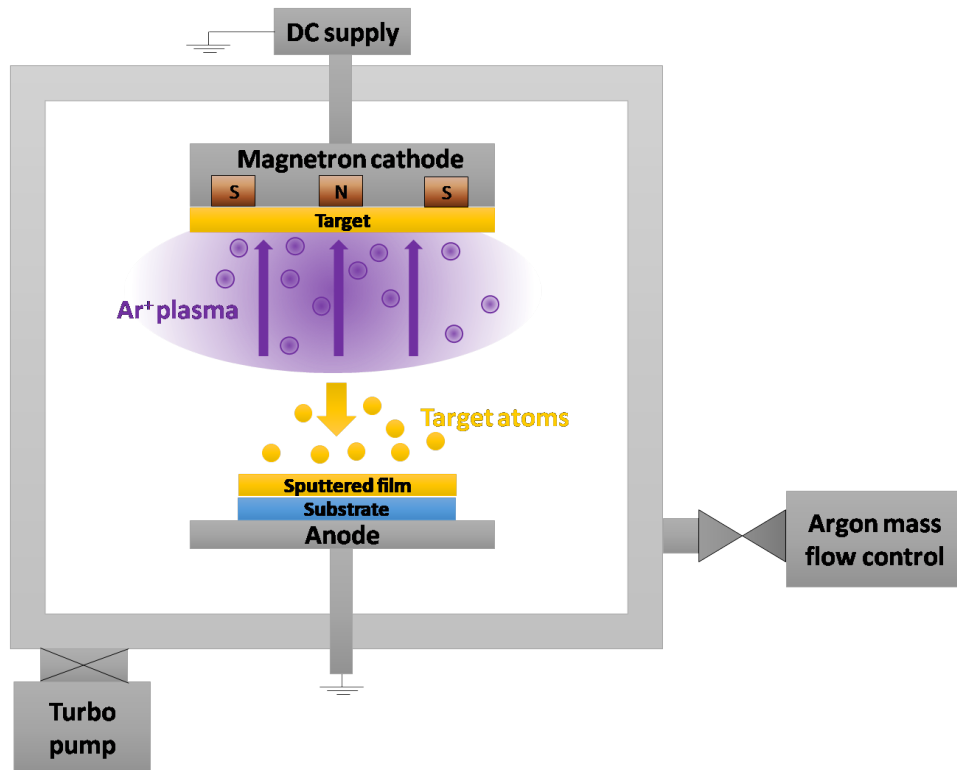 DC supply
Magnetron cathode
S
N
S
Target
Ar⁺ plasma
Target atoms
Sputtered film
Substrate
Anode
Argon mass
flow control
Turbo
pump